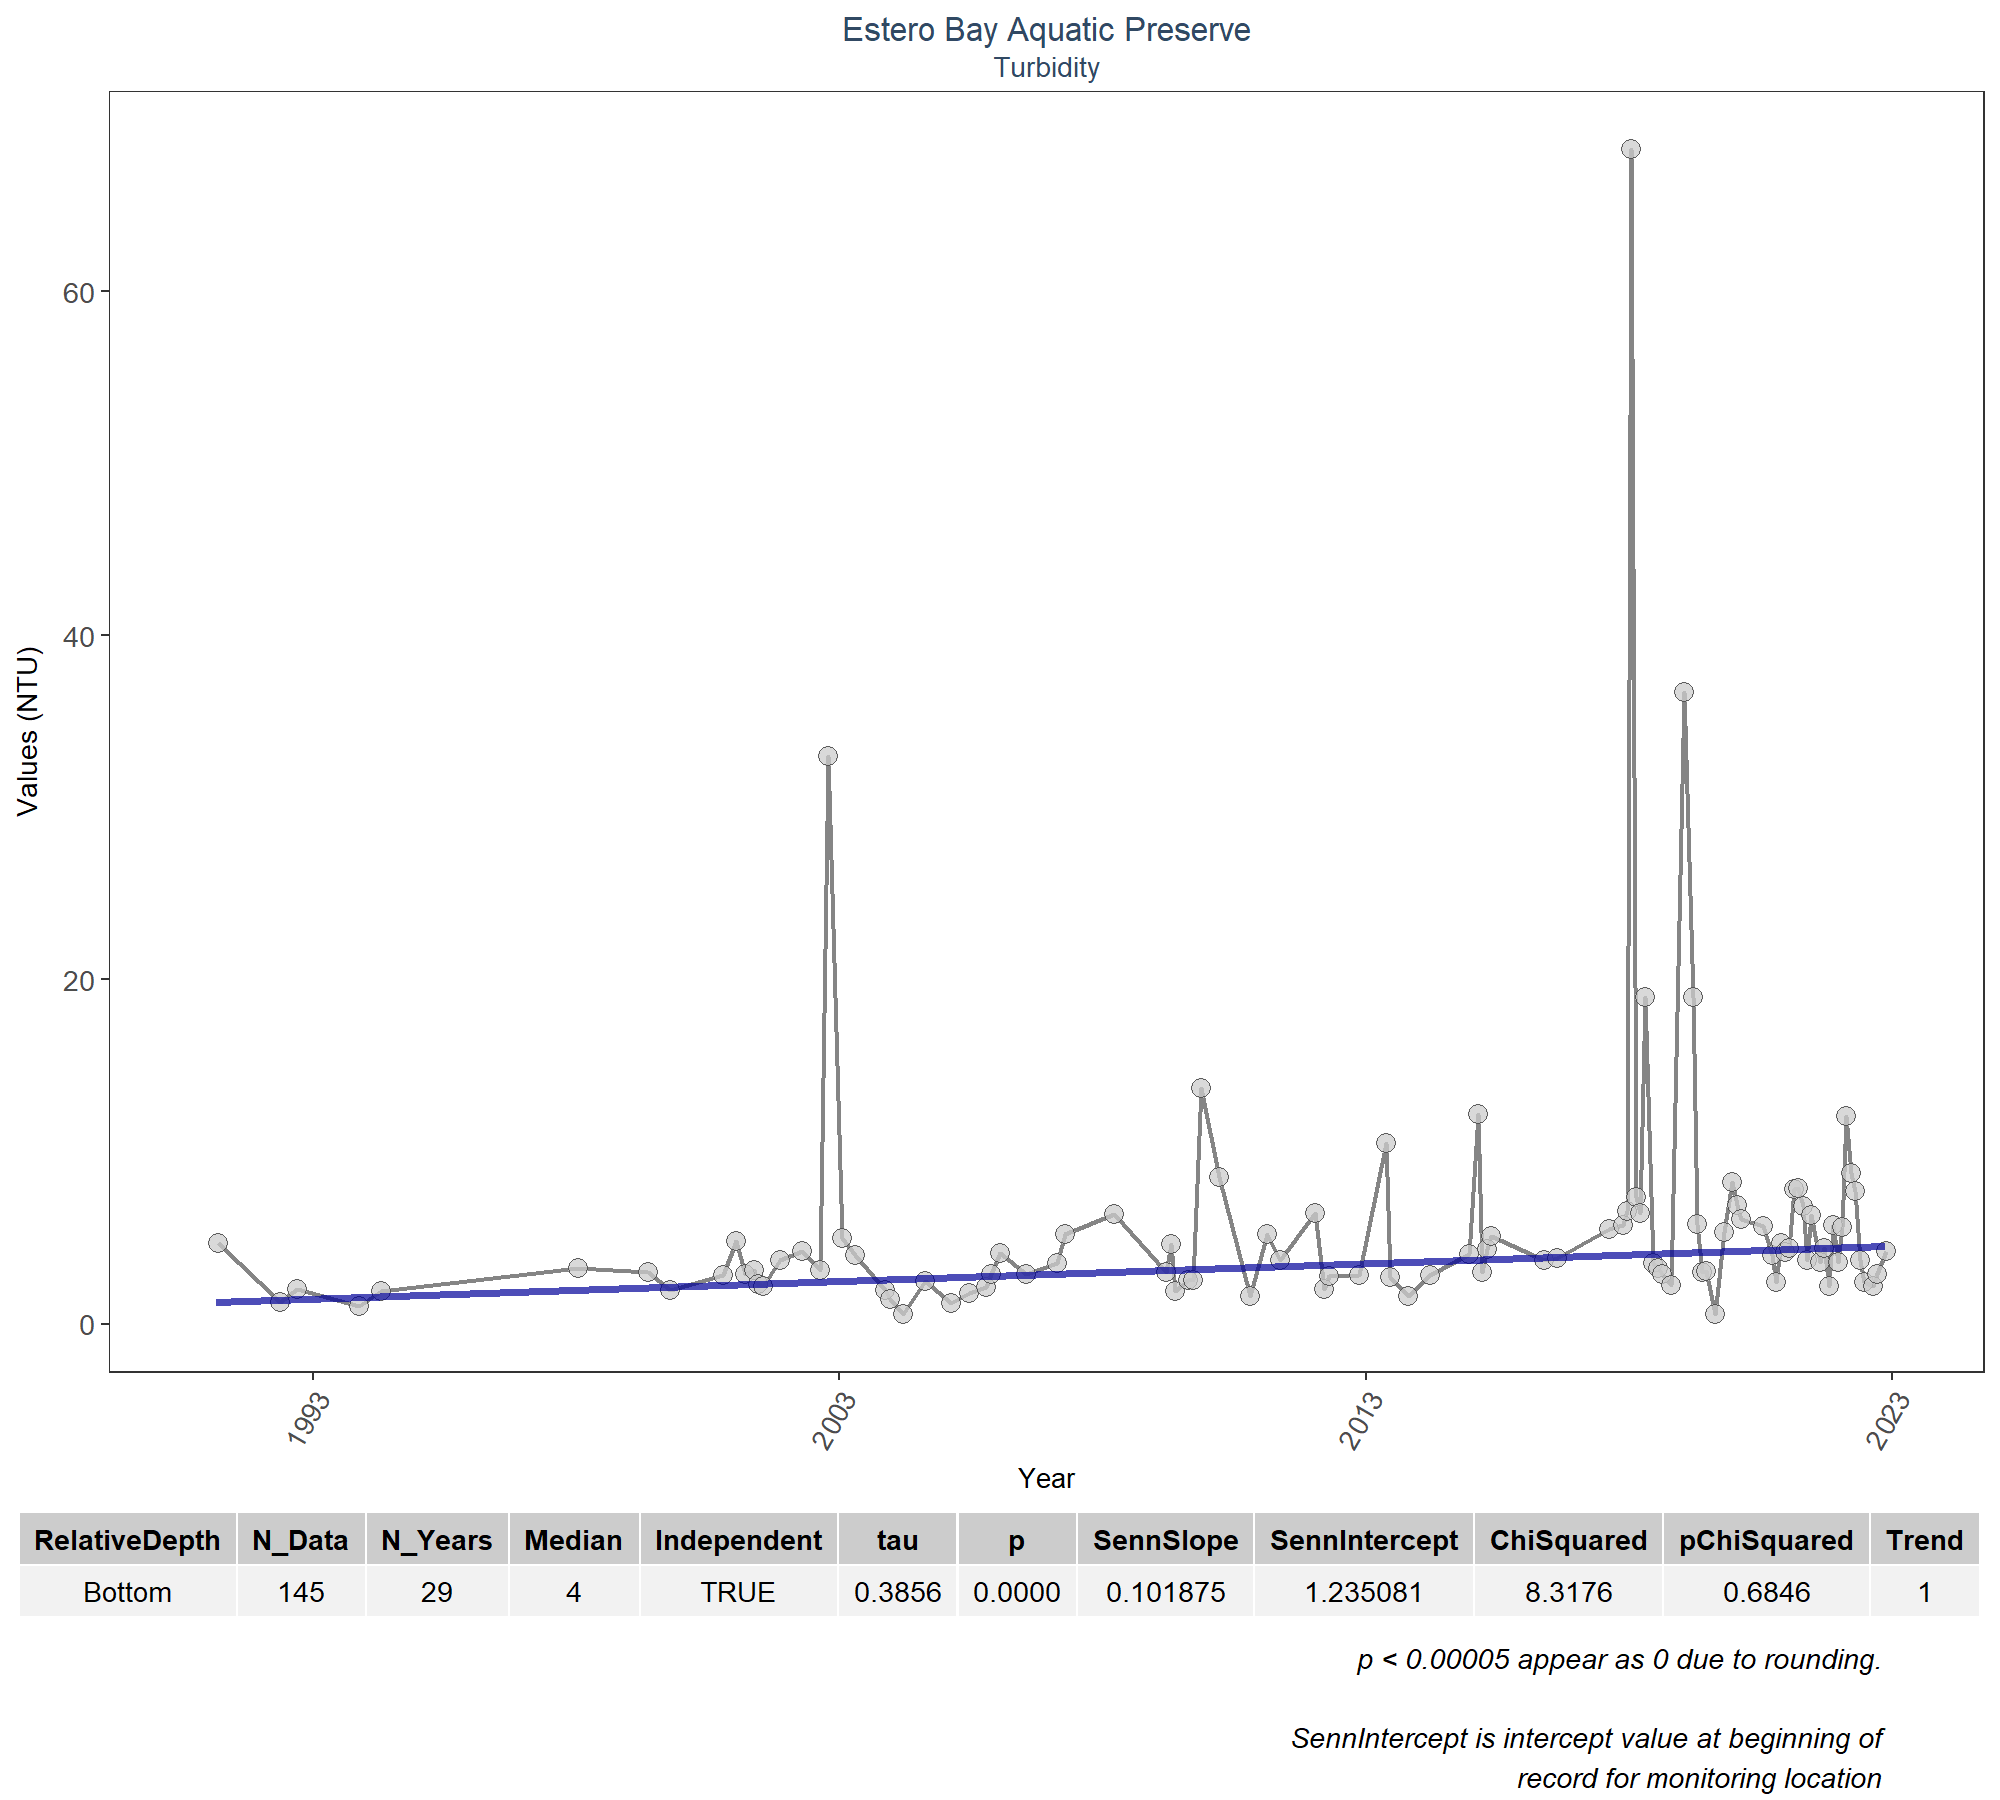 Estero Bay Aquatic Preserve
Turbidity
Values (NTU)
60
40
20
0
1993
2003
2013
2023
Year
RelativeDepth N_Data N_Years Median Independent tau p SennSlope SennIntercept ChiSquared pChiSquared Trend
Bottom 145 29 4 TRUE 0.3856 0.0000 0.101875 1.235081 8.3176 0.6846 1
p < 0.00005 appear as 0 due to rounding.
SennIntercept is intercept value at beginning of
record for monitoring location